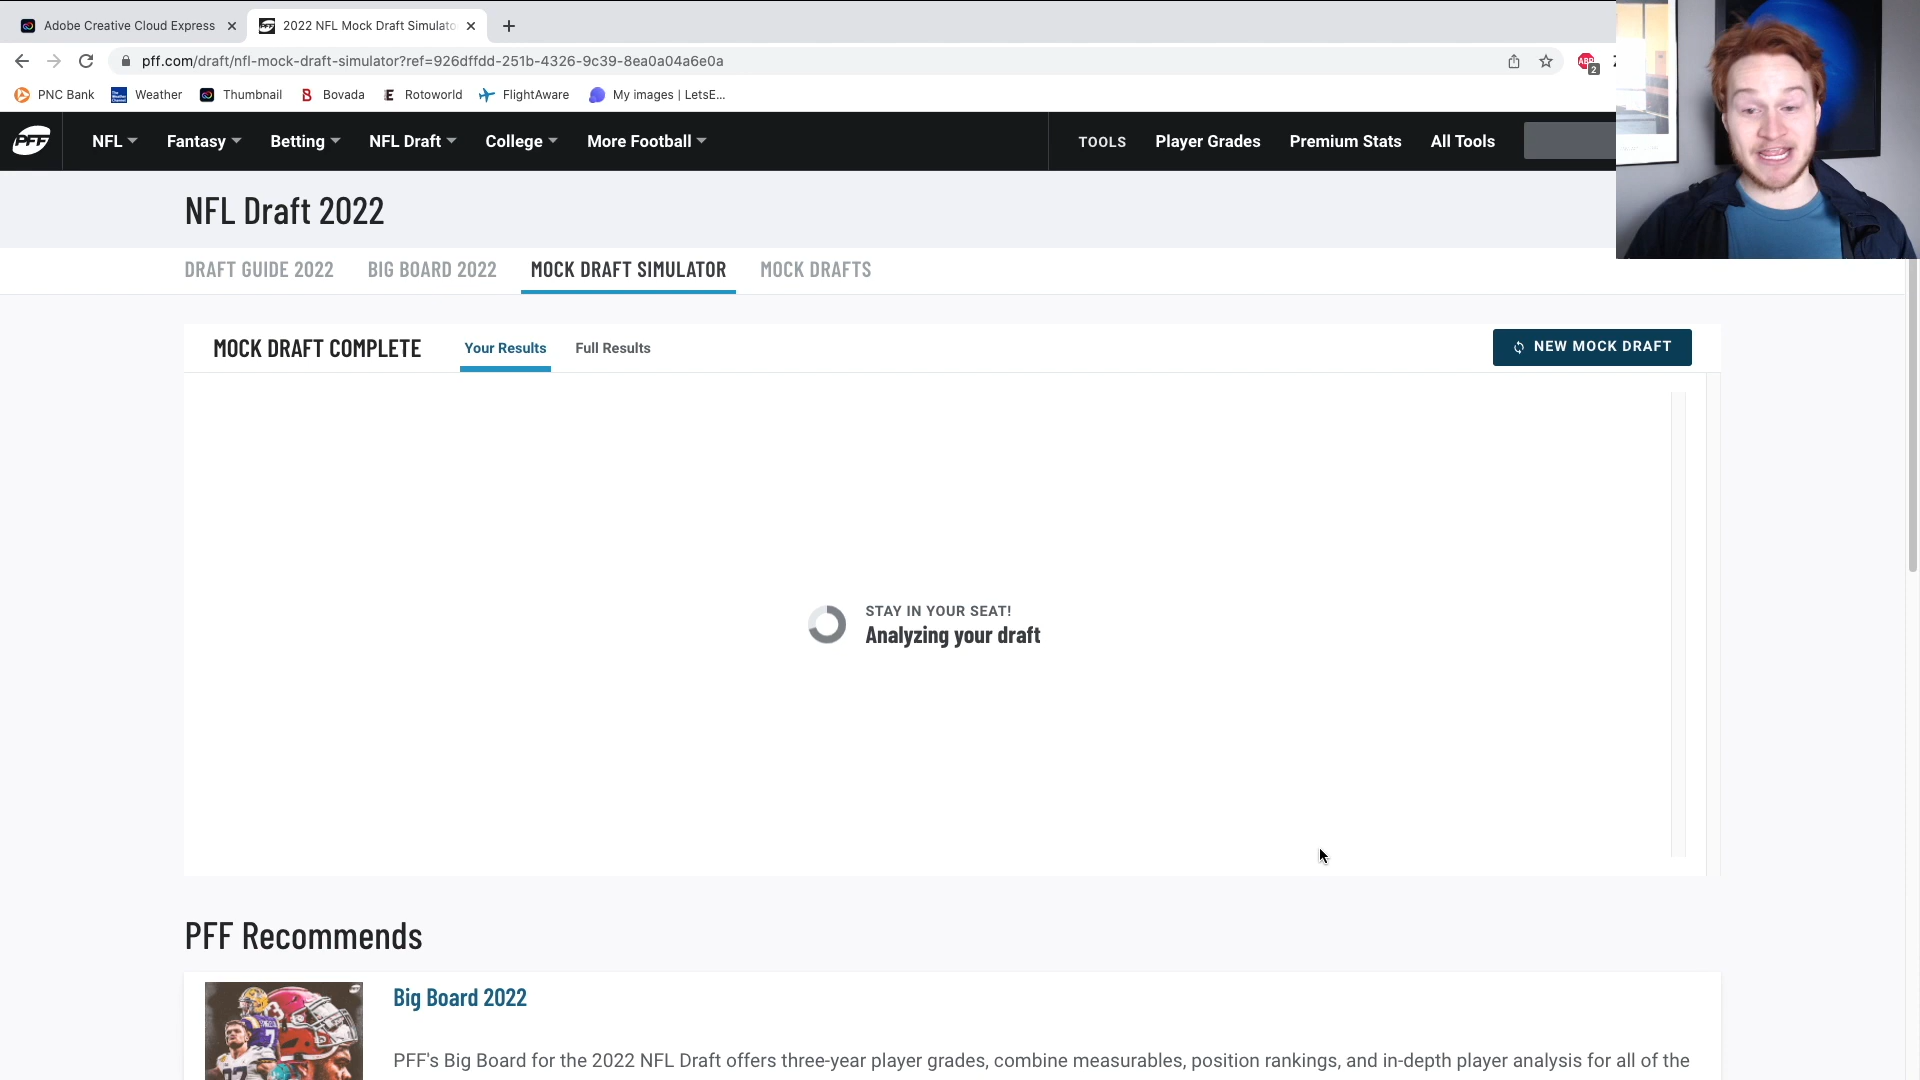 Adobe Creative Cloud Express
2022 NFL Mock Draft Simulato
pff.com/draft/nfl-mock-draft-simulator?ref=926dffdd-251b-4326-9c39-8ea0a04a6e0a
ABP
2
PNC Bank
Weather
Thumbnail
Bovada
Rotoworld
FlightAware
My images | LetsE...
PFF
NFL
Fantasy
Betting
NFL Draft
College
More Football
TOOLS
Player Grades
Premium Stats
All Tools
NFL Draft 2022
DRAFT GUIDE 2022
BIG BOARD 2022
MOCK DRAFT SIMULATOR
MOCK DRAFTS
MOCK DRAFT COMPLETE
Your Results
Full Results
NEW MOCK DRAFT
STAY IN YOUR SEAT!
Analyzing your draft
PFF Recommends
Big Board 2022
PFF's Big Board for the 2022 NFL Draft offers three-year player grades, combine measurables, position rankings, and in-depth player analysis for all of the